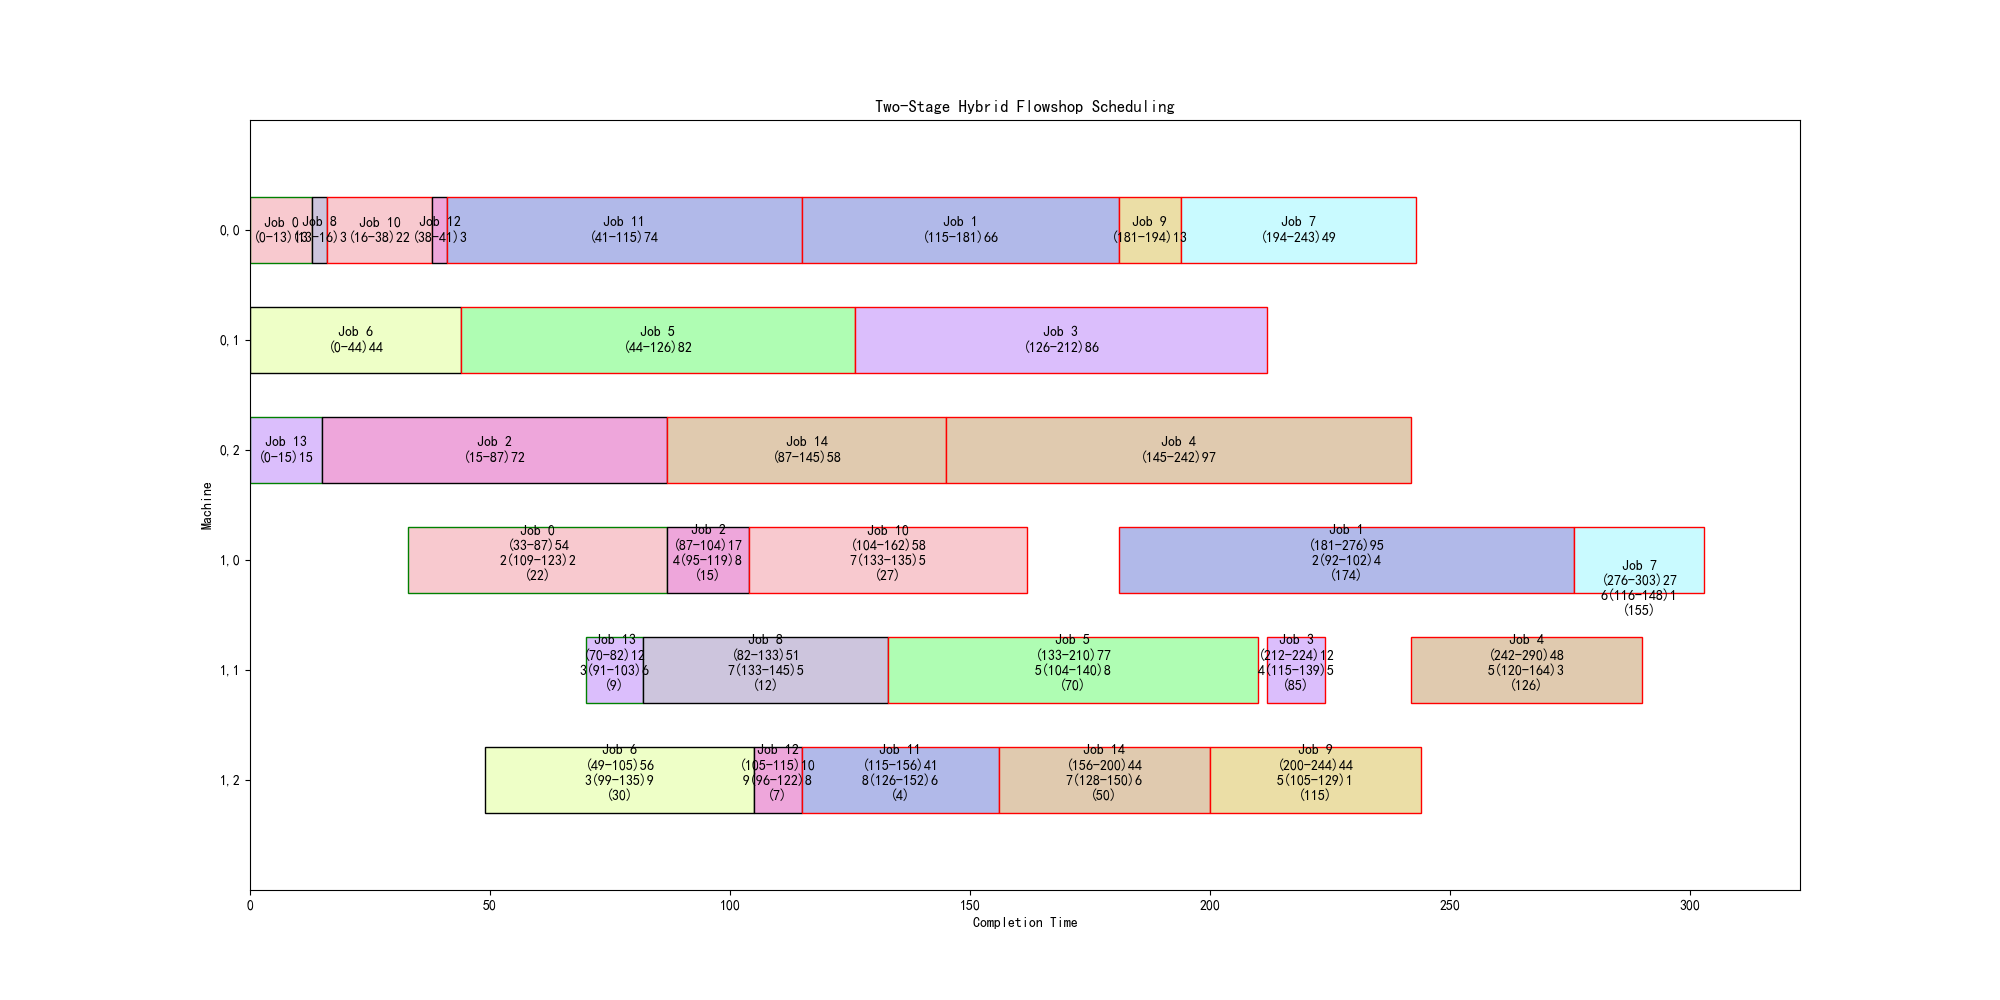 Two-Stage Hybrid Flowshop Scheduling
0,0
Job 0
(0-13)13
Job 8
(13-16)3
Job 10
(16-38)22
Job 12
(38-41)3
Job 11
(41-115)74
Job 1
(115-181)66
Job 9
(181-194)13
Job 7
(194-243)49
0,1
Job 6
(0-44)44
Job 5
(44-126)82
Job 3
(126-212)86
0,2
Job 13
(0-15)15
Job 2
(15-87)72
Job 14
(87-145)58
Job 4
(145-242)97
Machine
1,0
Job 0
(33-87)54
2(109-123)2
(22)
Job 2
(87-104)17
4(95-119)8
(15)
Job 10
(104-162)58
7(133-135)5
(27)
Job 1
(181-276)95
2(92-102)4
(174)
Job 7
(276-303)27
6(116-148)1
(155)
1,1
Job 13
(70-82)12
3(91-103)6
(9)
Job 8
(82-133)51
7(133-145)5
(12)
Job 5
(133-210)77
5(104-140)8
(70)
Job 3
(212-224)12
4(115-139)5
(85)
Job 4
(242-290)48
5(120-164)3
(126)
1,2
Job 6
(49-105)56
3(99-135)9
(30)
Job 12
(105-115)10
9(96-122)8
(7)
Job 11
(115-156)41
8(126-152)6
(4)
Job 14
(156-200)44
7(128-150)6
(50)
Job 9
(200-244)44
5(105-129)1
(115)
0 50 100 150 200 250 300
Completion Time